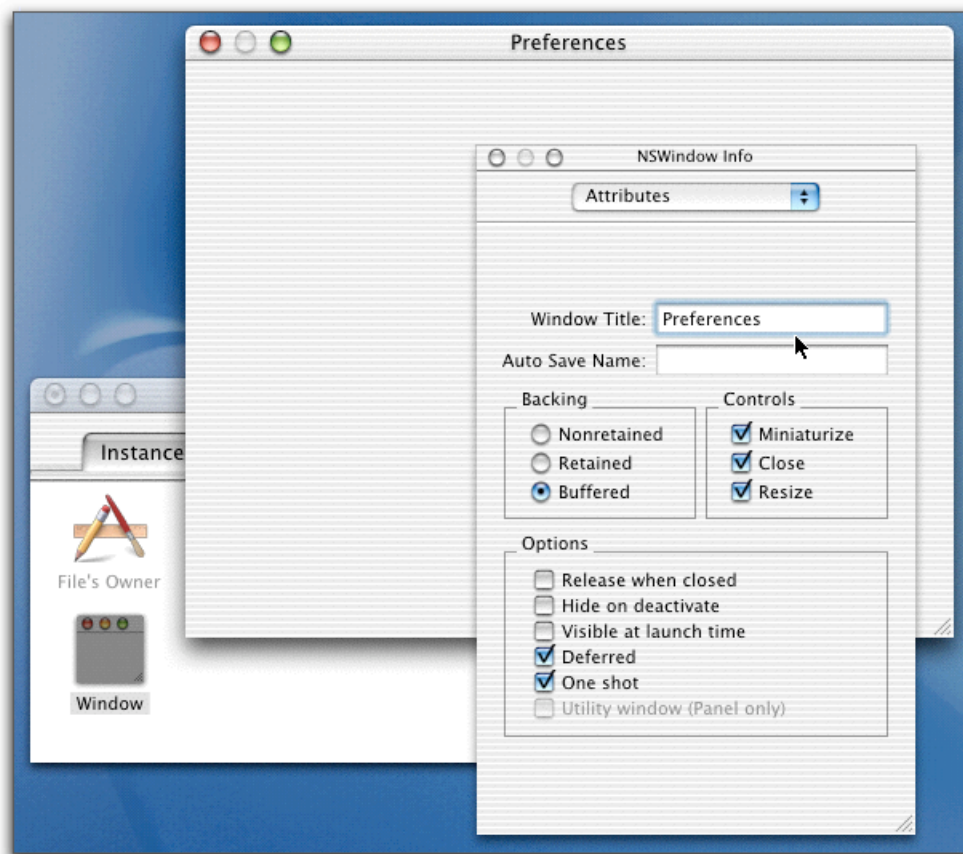 Preferences
NSWindow Info
Attributes
Window Title: Preferences
Auto Save Name:
Backing
Nonretained
Retained
Buffered
Controls
Miniaturize
Close
Resize
Options
Release when closed
Hide on deactivate
Visible at launch time
Deferred
One shot
Utility window (Panel only)
Instance
File's Owner
Window